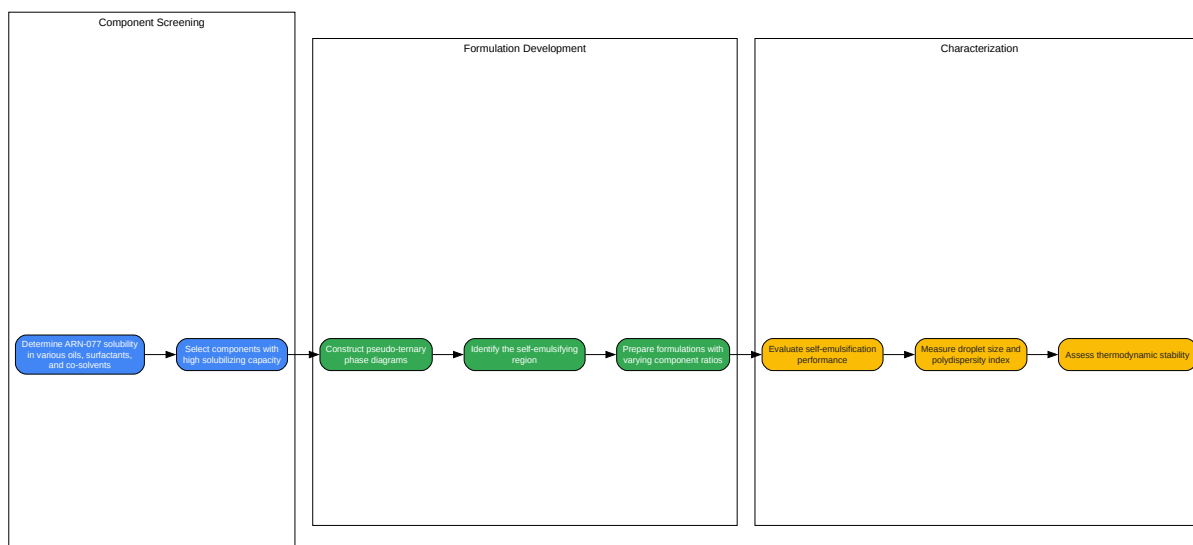 Component Screening
Formulation Development
Characterization
Determine ARN-077 solubility
in various oils, surfactants,
and co-solvents
Select components with
high solubilizing capacity
Construct pseudo-ternary
phase diagrams
Identify the self-emulsifying
region
Prepare formulations with
varying component ratios
Evaluate self-emulsification
performance
Measure droplet size and
polydispersity index
Assess thermodynamic stability